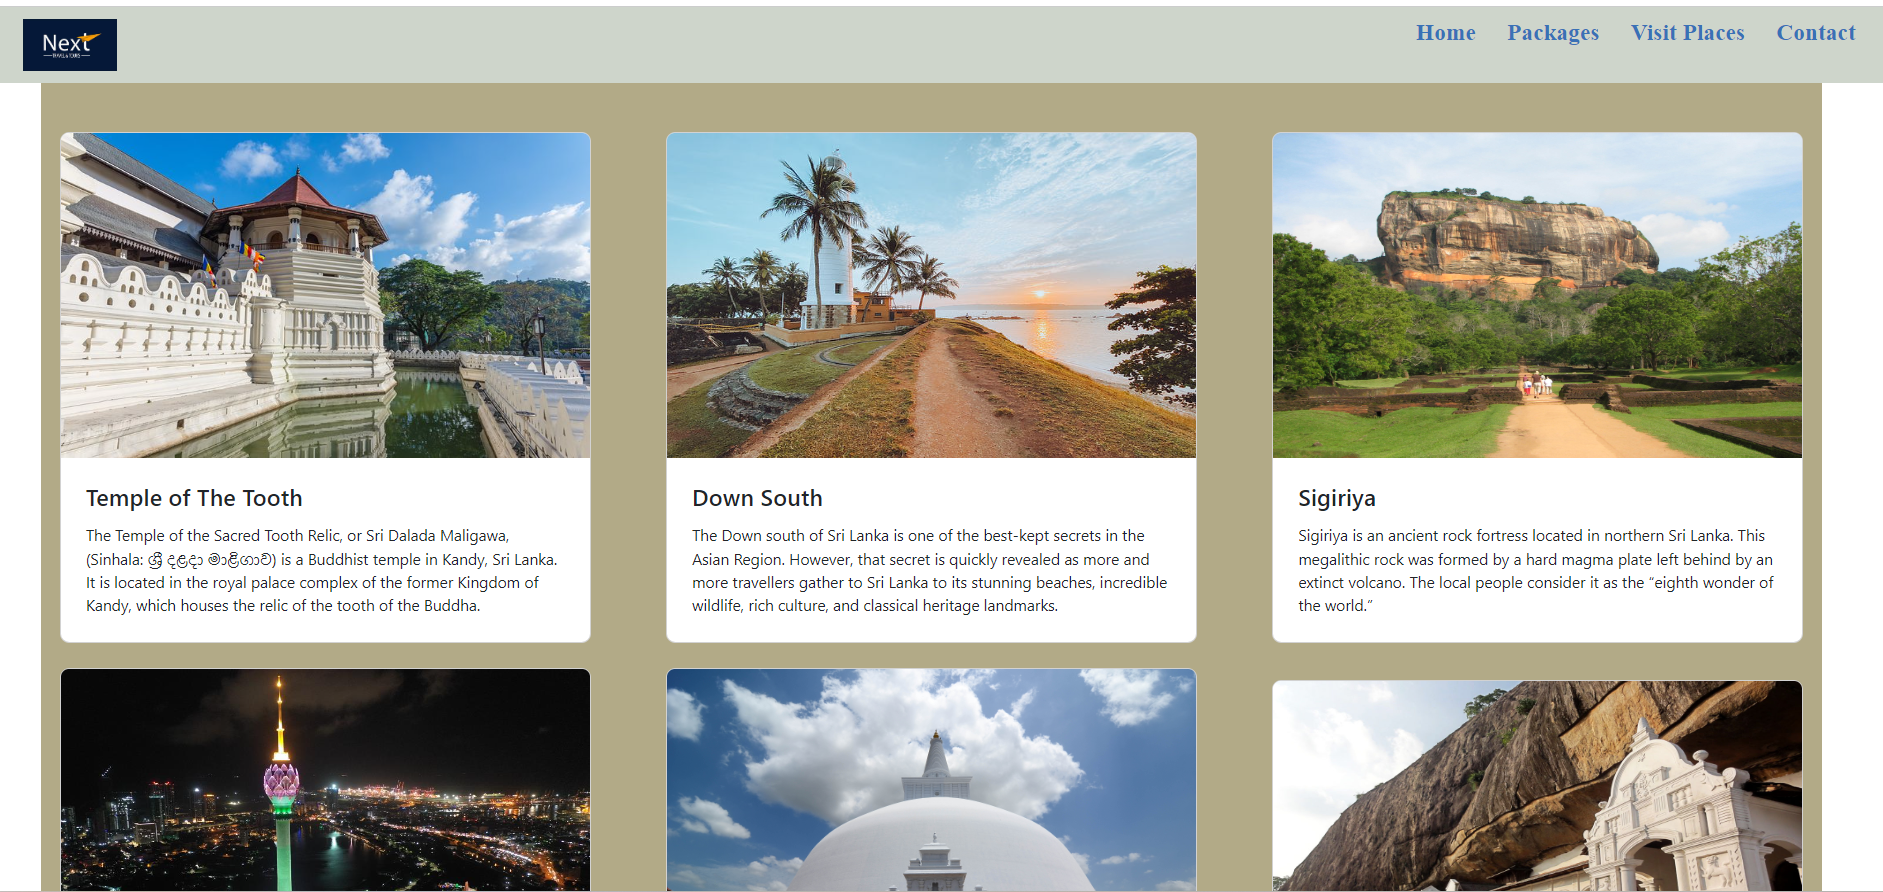 Next
TRAVEL & TOURS
Home Packages Visit Places Contact
Temple of The Tooth
The Temple of the Sacred Tooth Relic, or Sri Dalada Maligawa,
(Sinhala: ශ්‍රී දළදා මාළිගාව) is a Buddhist temple in Kandy, Sri Lanka.
It is located in the royal palace complex of the former Kingdom of
Kandy, which houses the relic of the tooth of the Buddha.
Down South
The Down south of Sri Lanka is one of the best-kept secrets in the
Asian Region. However, that secret is quickly revealed as more and
more travellers gather to Sri Lanka to its stunning beaches, incredible
wildlife, rich culture, and classical heritage landmarks.
Sigiriya
Sigiriya is an ancient rock fortress located in northern Sri Lanka. This
megalithic rock was formed by a hard magma plate left behind by an
extinct volcano. The local people consider it as the “eighth wonder of
the world.”